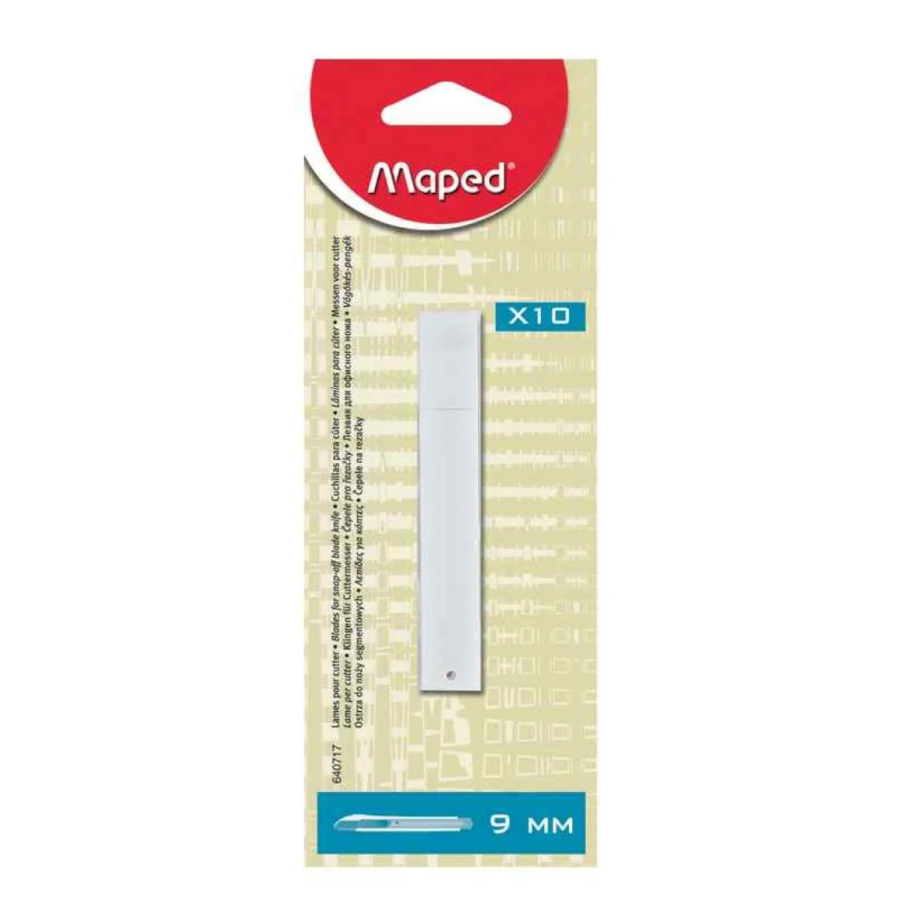 Maped®
X10
Lames pour cutter • Blades for snap-off blade knife • Cuchillas para cúter • Lâminas para cúter • Messen voor cutter
Lame per cutter • Klingen für Cuttermesser • Čepele pro řezačky • Лезвия для офисного ножа • Vágókés-pengék
Ostrza do noży segmentowych • Λεπίδες για κόπτες • Čepele na rezačky
640717
9 MM